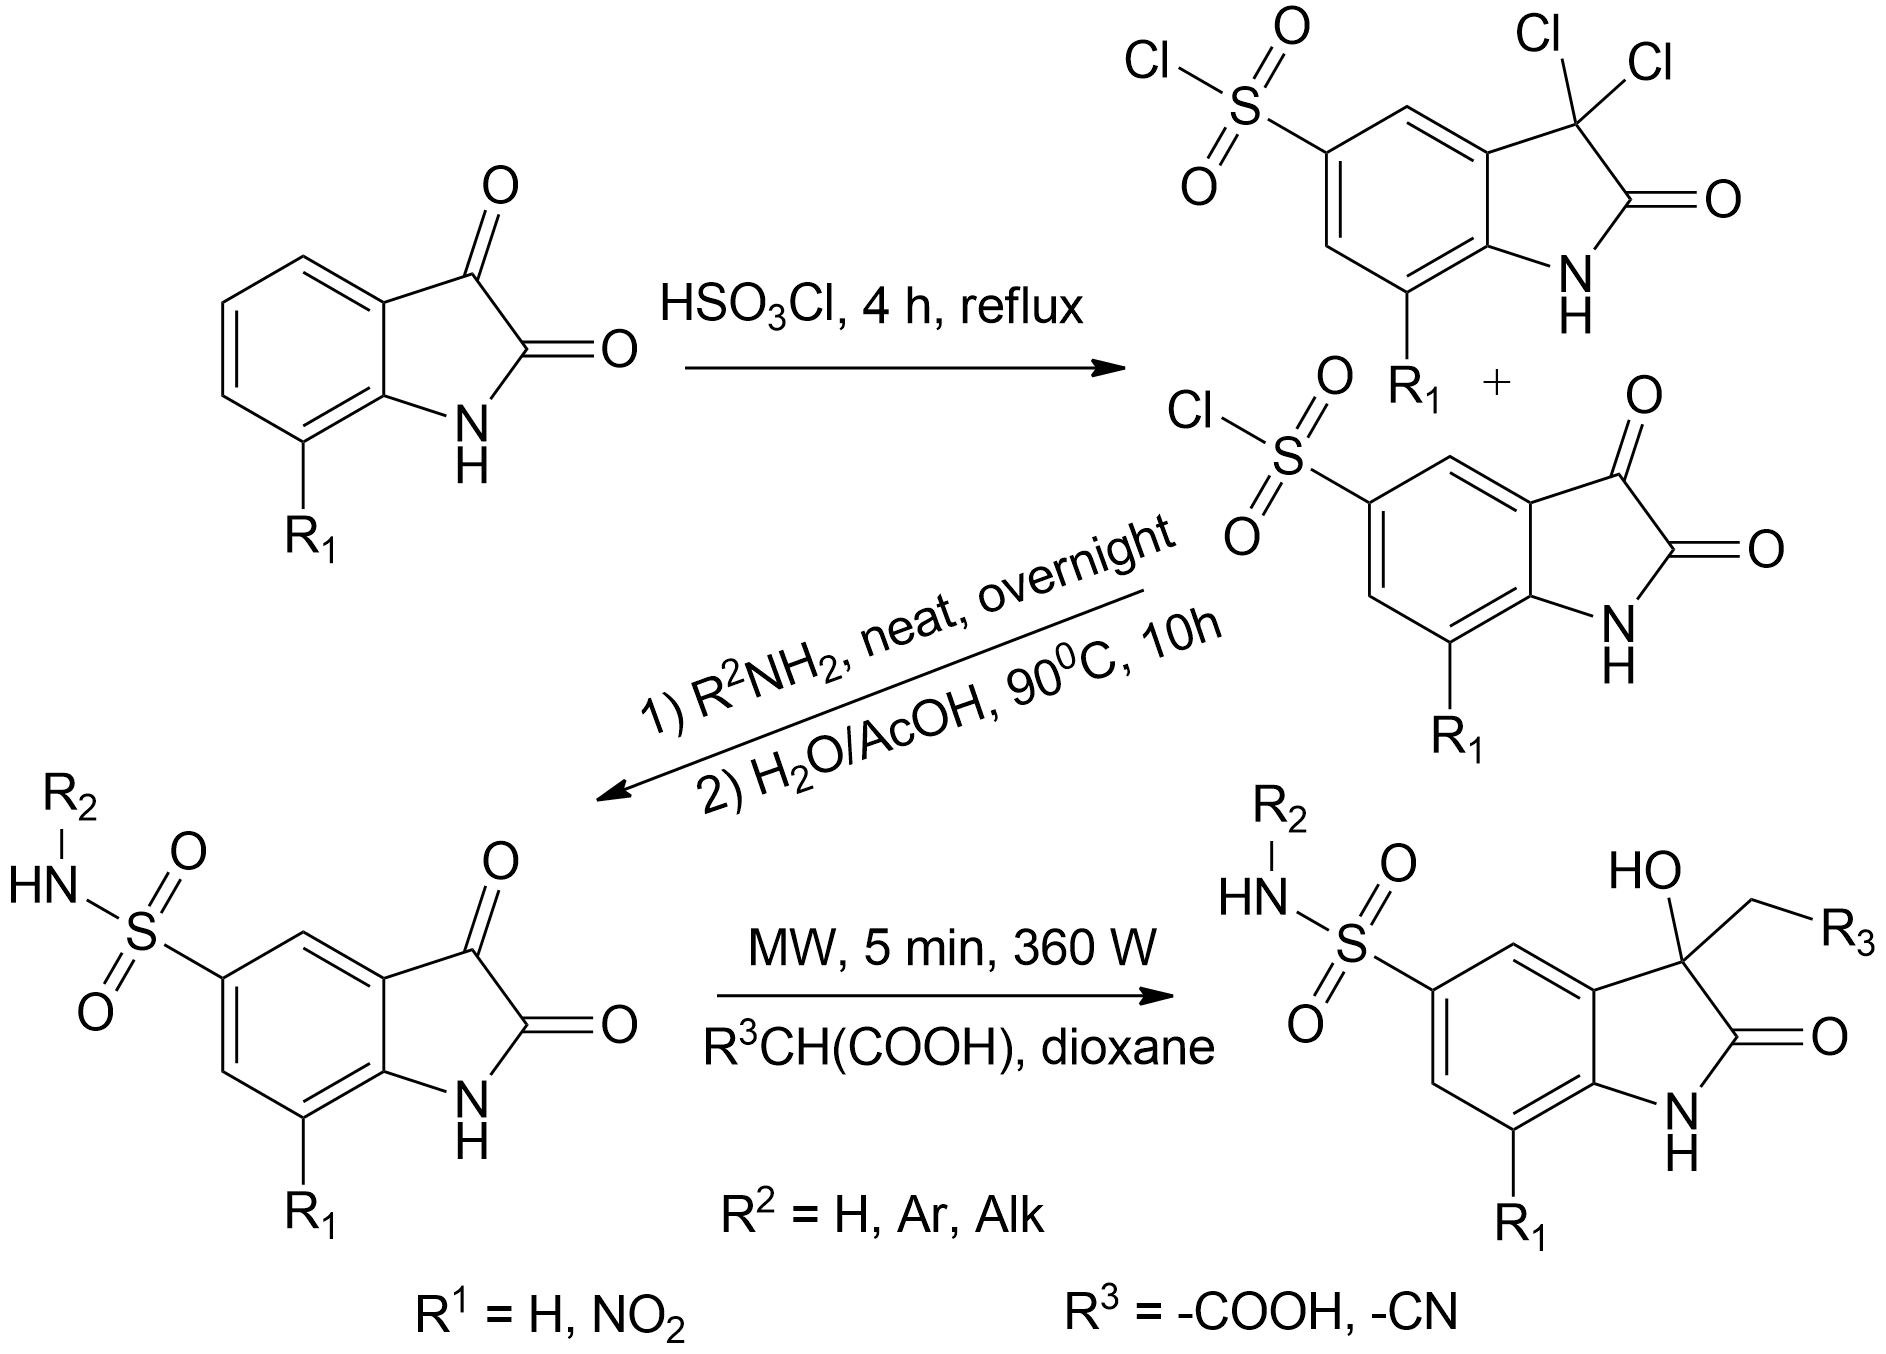 Cl O Cl Cl
S
O O
N
H
R1
O
O
N
H
R1
HSO3Cl, 4 h, reflux
+
Cl O O
S
O O
N
H
R1
1) R²NH2, neat, overnight
2) H2O/AcOH, 90⁰C, 10h
R2
HN O O
S
O O
N
H
R1
MW, 5 min, 360 W
R³CH(COOH), dioxane
R2
HN O HO
R3
S
O O
N
H
R1
R² = H, Ar, Alk
R¹ = H, NO2
R³ = -COOH, -CN